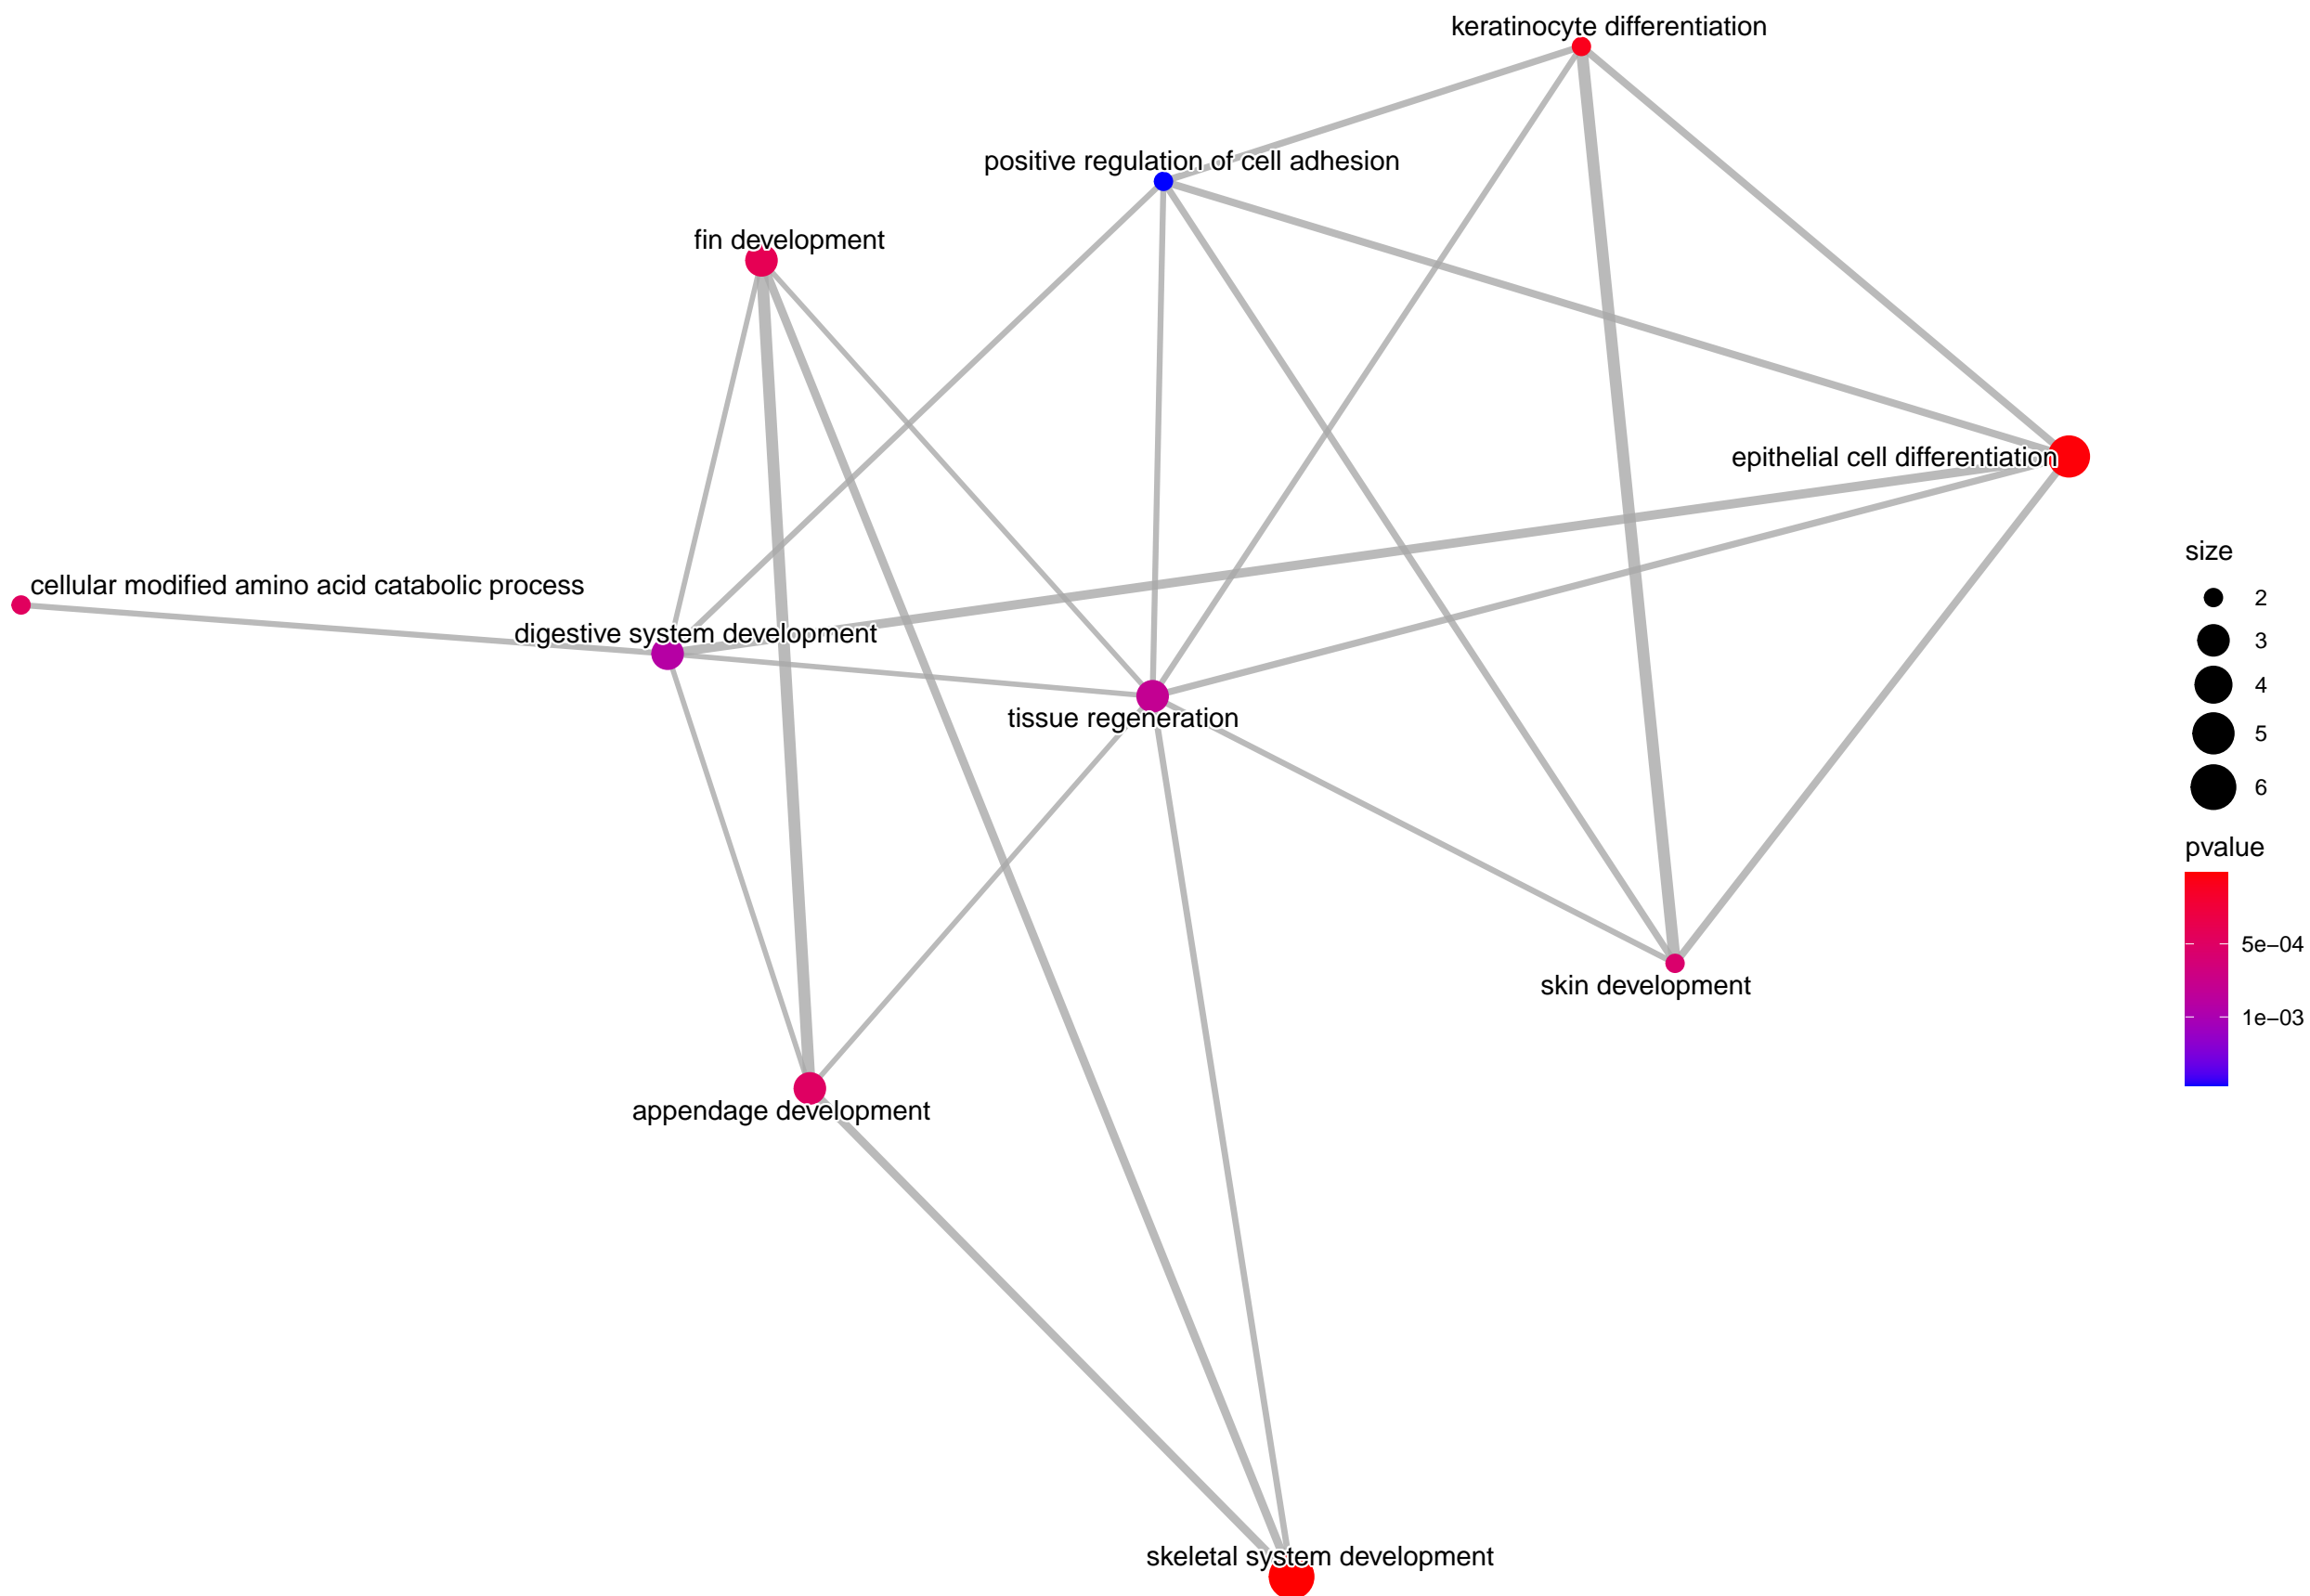 keratinocyte differentiation
positive regulation of cell adhesion
fin development
epithelial cell differentiation
cellular modified amino acid catabolic process
digestive system development
tissue regeneration
skin development
appendage development
skeletal system development
size
2
3
4
5
6
pvalue
5e−04
1e−03